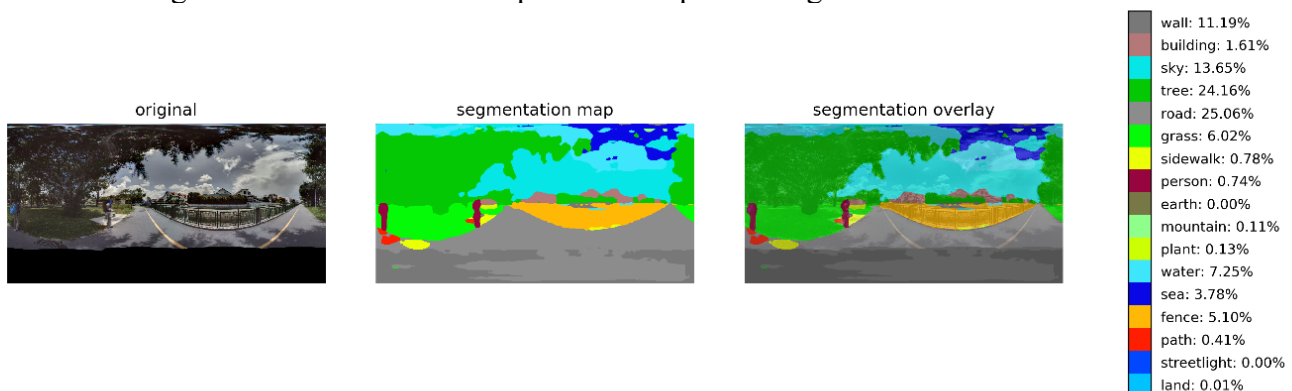 original
segmentation map
segmentation overlay
wall: 11.19%
building: 1.61%
sky: 13.65%
tree: 24.16%
road: 25.06%
grass: 6.02%
sidewalk: 0.78%
person: 0.74%
earth: 0.00%
mountain: 0.11%
plant: 0.13%
water: 7.25%
sea: 3.78%
fence: 5.10%
path: 0.41%
streetlight: 0.00%
land: 0.01%